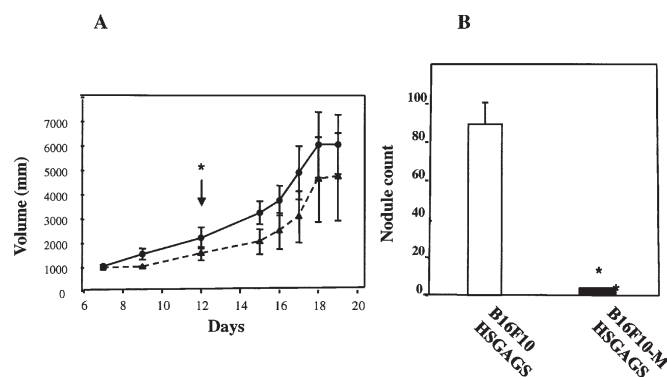 A
B
Volume (mm)
7000
6000
5000
4000
3000
2000
1000
0
*
6
8
10
12
14
16
18
20
Days
Nodule count
100
80
60
40
20
0
*
*
B16F10
HSGAGS
B16F10-M
HSGAGS